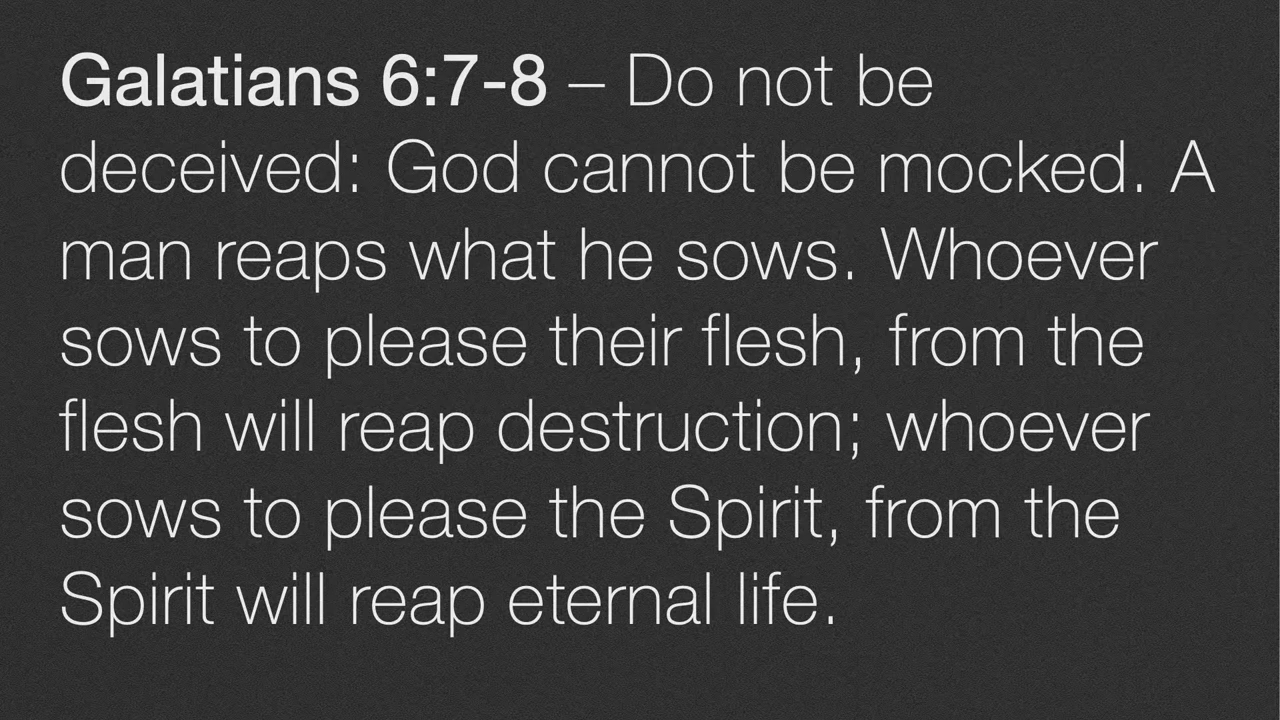 Galatians 6:7-8 – Do not be
deceived: God cannot be mocked. A
man reaps what he sows. Whoever
sows to please their flesh, from the
flesh will reap destruction; whoever
sows to please the Spirit, from the
Spirit will reap eternal life.